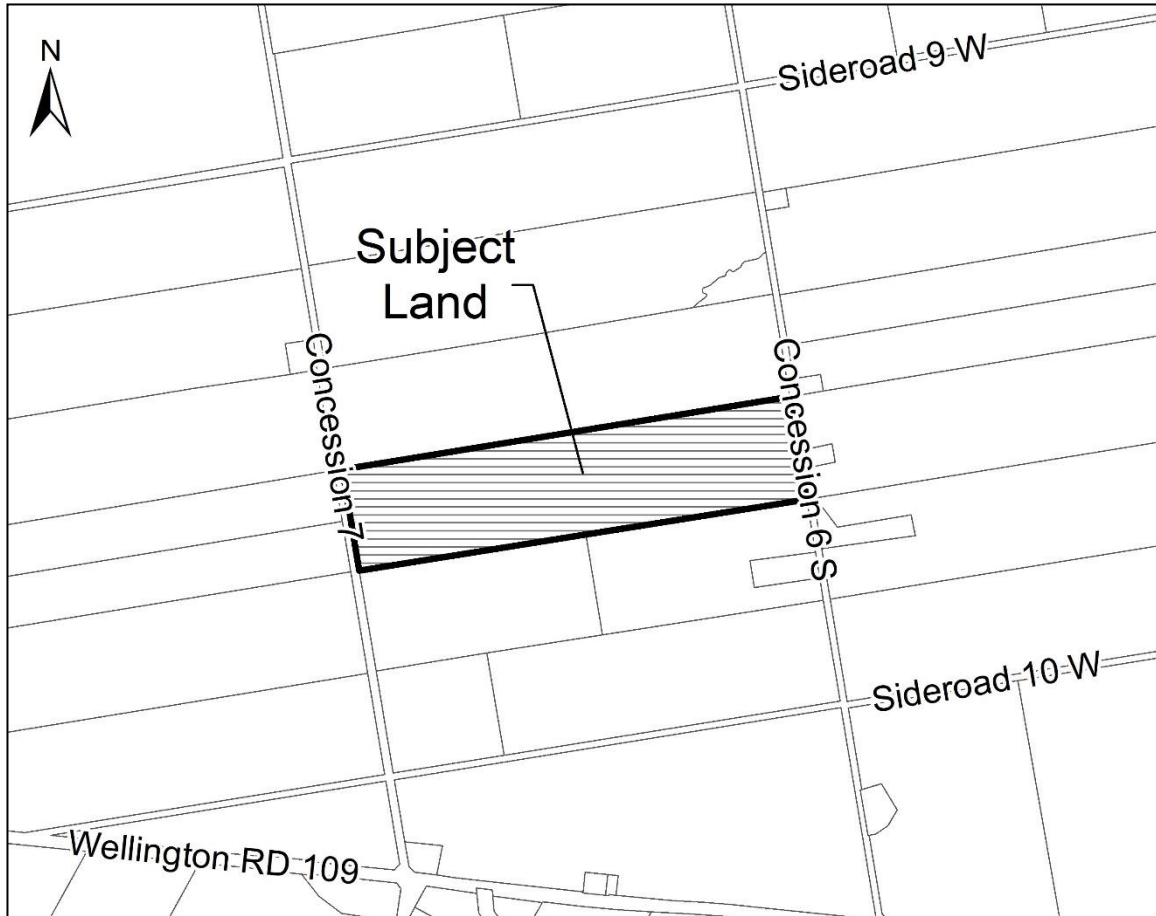 N
Sideroad 9 W
Subject
Land
Concession 7
Concession 6 S
Sideroad 10 W
Wellington RD 109